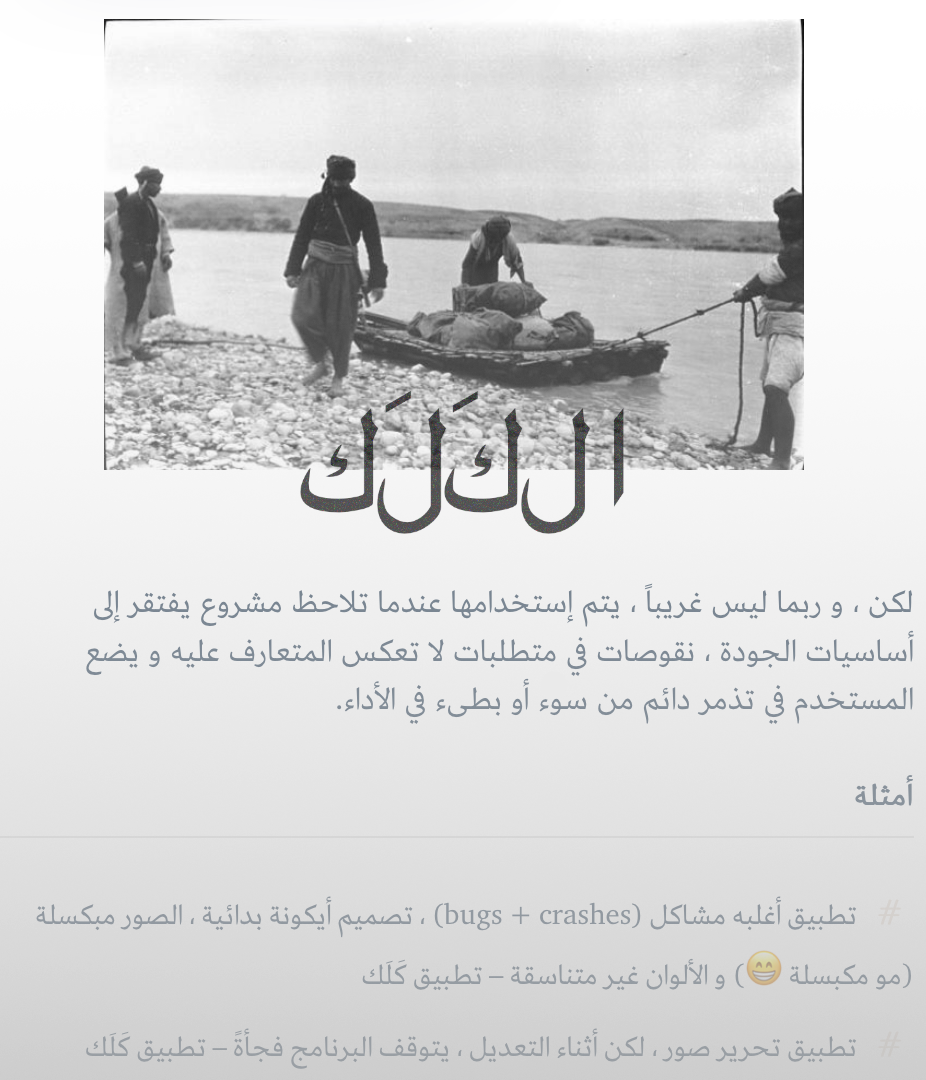 الكَلَك
لكن ، و ربما ليس غريباً ، يتم إستخدامها عندما تلاحظ مشروع يفتقر إلى
أساسيات الجودة ، نقوصات في متطلبات لا تعكس المتعارف عليه و يضع
المستخدم في تذمر دائم من سوء أو بطىء في الأداء.
أمثلة
# تطبيق أغلبه مشاكل (bugs + crashes) ، تصميم أيكونة بدائية ، الصور مبكسلة
(مو مكبسلة 😄) و الألوان غير متناسقة – تطبيق كَلَك
# تطبيق تحرير صور ، لكن أثناء التعديل ، يتوقف البرنامج فجأةً – تطبيق كَلَك